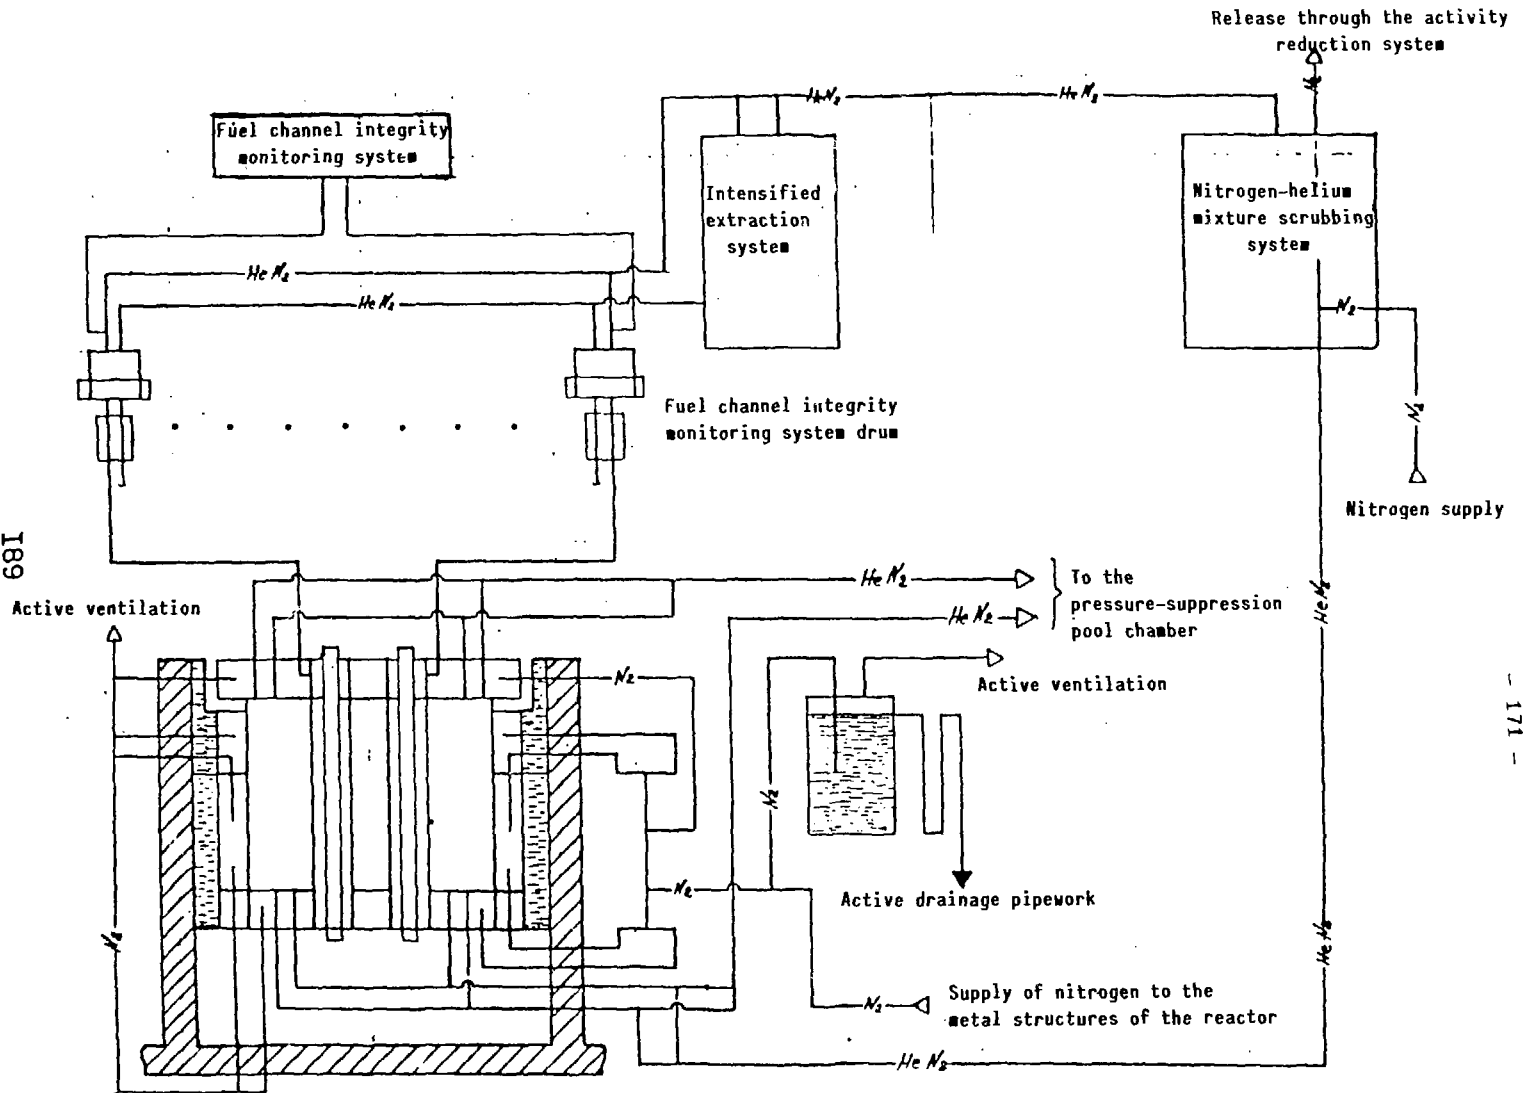 Release through the activity
reduction system
He
He N2
He N2
Fuel channel integrity
monitoring system
Intensified
extraction
system
Nitrogen-helium
mixture scrubbing
system
He N2
He N2
N2
Fuel channel integrity
monitoring system drum
N2
Nitrogen supply
189
He N2
To the
pressure-suppression
pool chamber
He N2
He N2
Active ventilation
N2
Active ventilation
- 171 -
N2
N2
Active drainage pipework
N2
He N2
N2
Supply of nitrogen to the
metal structures of the reactor
He N2